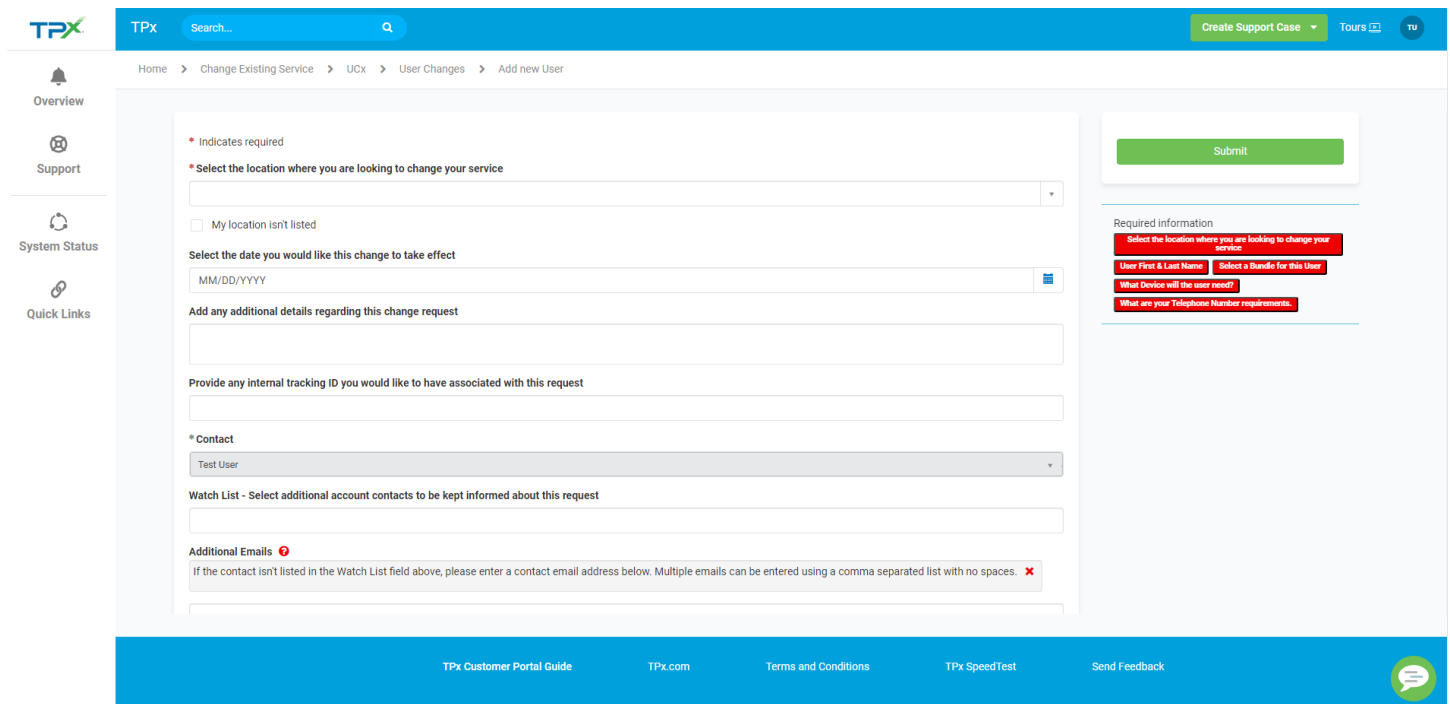 TPx
TPx
Search...
Create Support Case
Tours
TU
Home > Change Existing Service > UCx > User Changes > Add new User
Overview
Support
System Status
Quick Links
* Indicates required
* Select the location where you are looking to change your service
My location isn't listed
Select the date you would like this change to take effect
MM/DD/YYYY
Add any additional details regarding this change request
Provide any internal tracking ID you would like to have associated with this request
* Contact
Test User
Watch List - Select additional account contacts to be kept informed about this request
Additional Emails
If the contact isn't listed in the Watch List field above, please enter a contact email address below. Multiple emails can be entered using a comma separated list with no spaces.
Submit
Required information
Select the location where you are looking to change your
service
User First & Last Name
Select a Bundle for this User
What Device will the user need?
What are your Telephone Number requirements.
TPx Customer Portal Guide
TPx.com
Terms and Conditions
TPx SpeedTest
Send Feedback